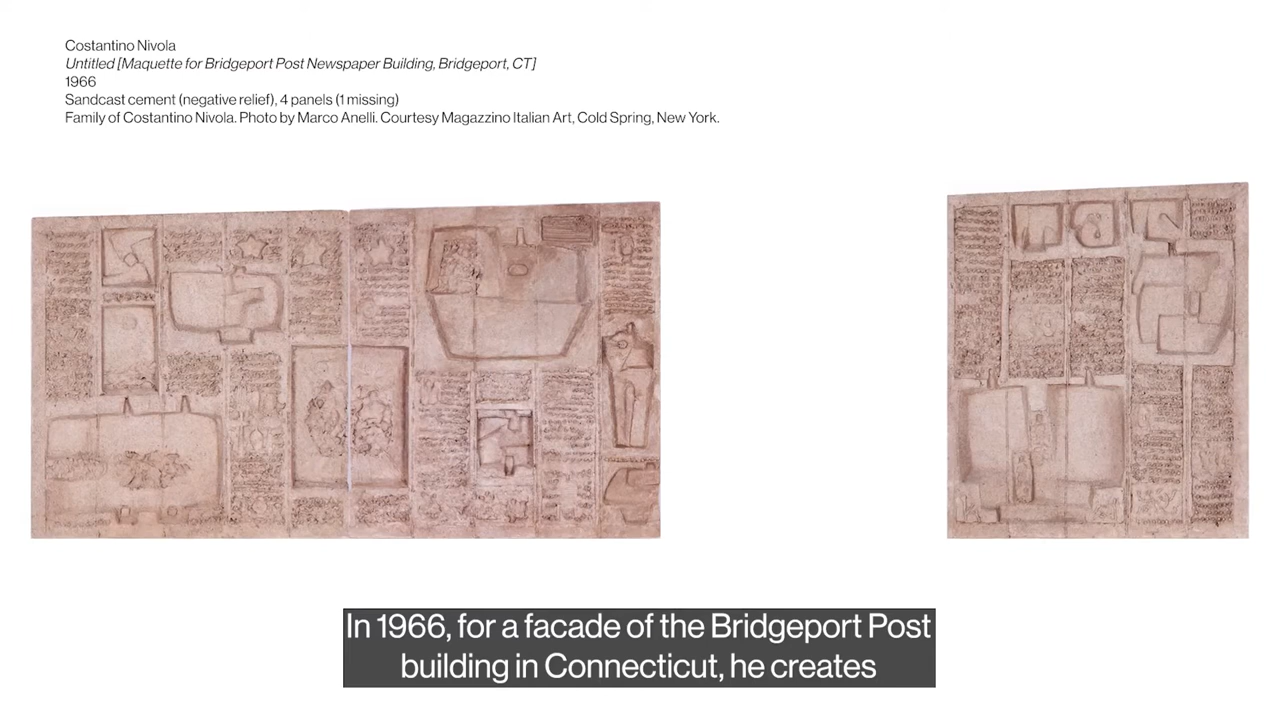 Costantino Nivola
Untitled [Maquette for Bridgeport Post Newspaper Building, Bridgeport, CT]
1966
Sandcast cement (negative relief), 4 panels (1 missing)
Family of Costantino Nivola. Photo by Marco Anelli. Courtesy Magazzino Italian Art, Cold Spring, New York.
In 1966, for a facade of the Bridgeport Post
building in Connecticut, he creates